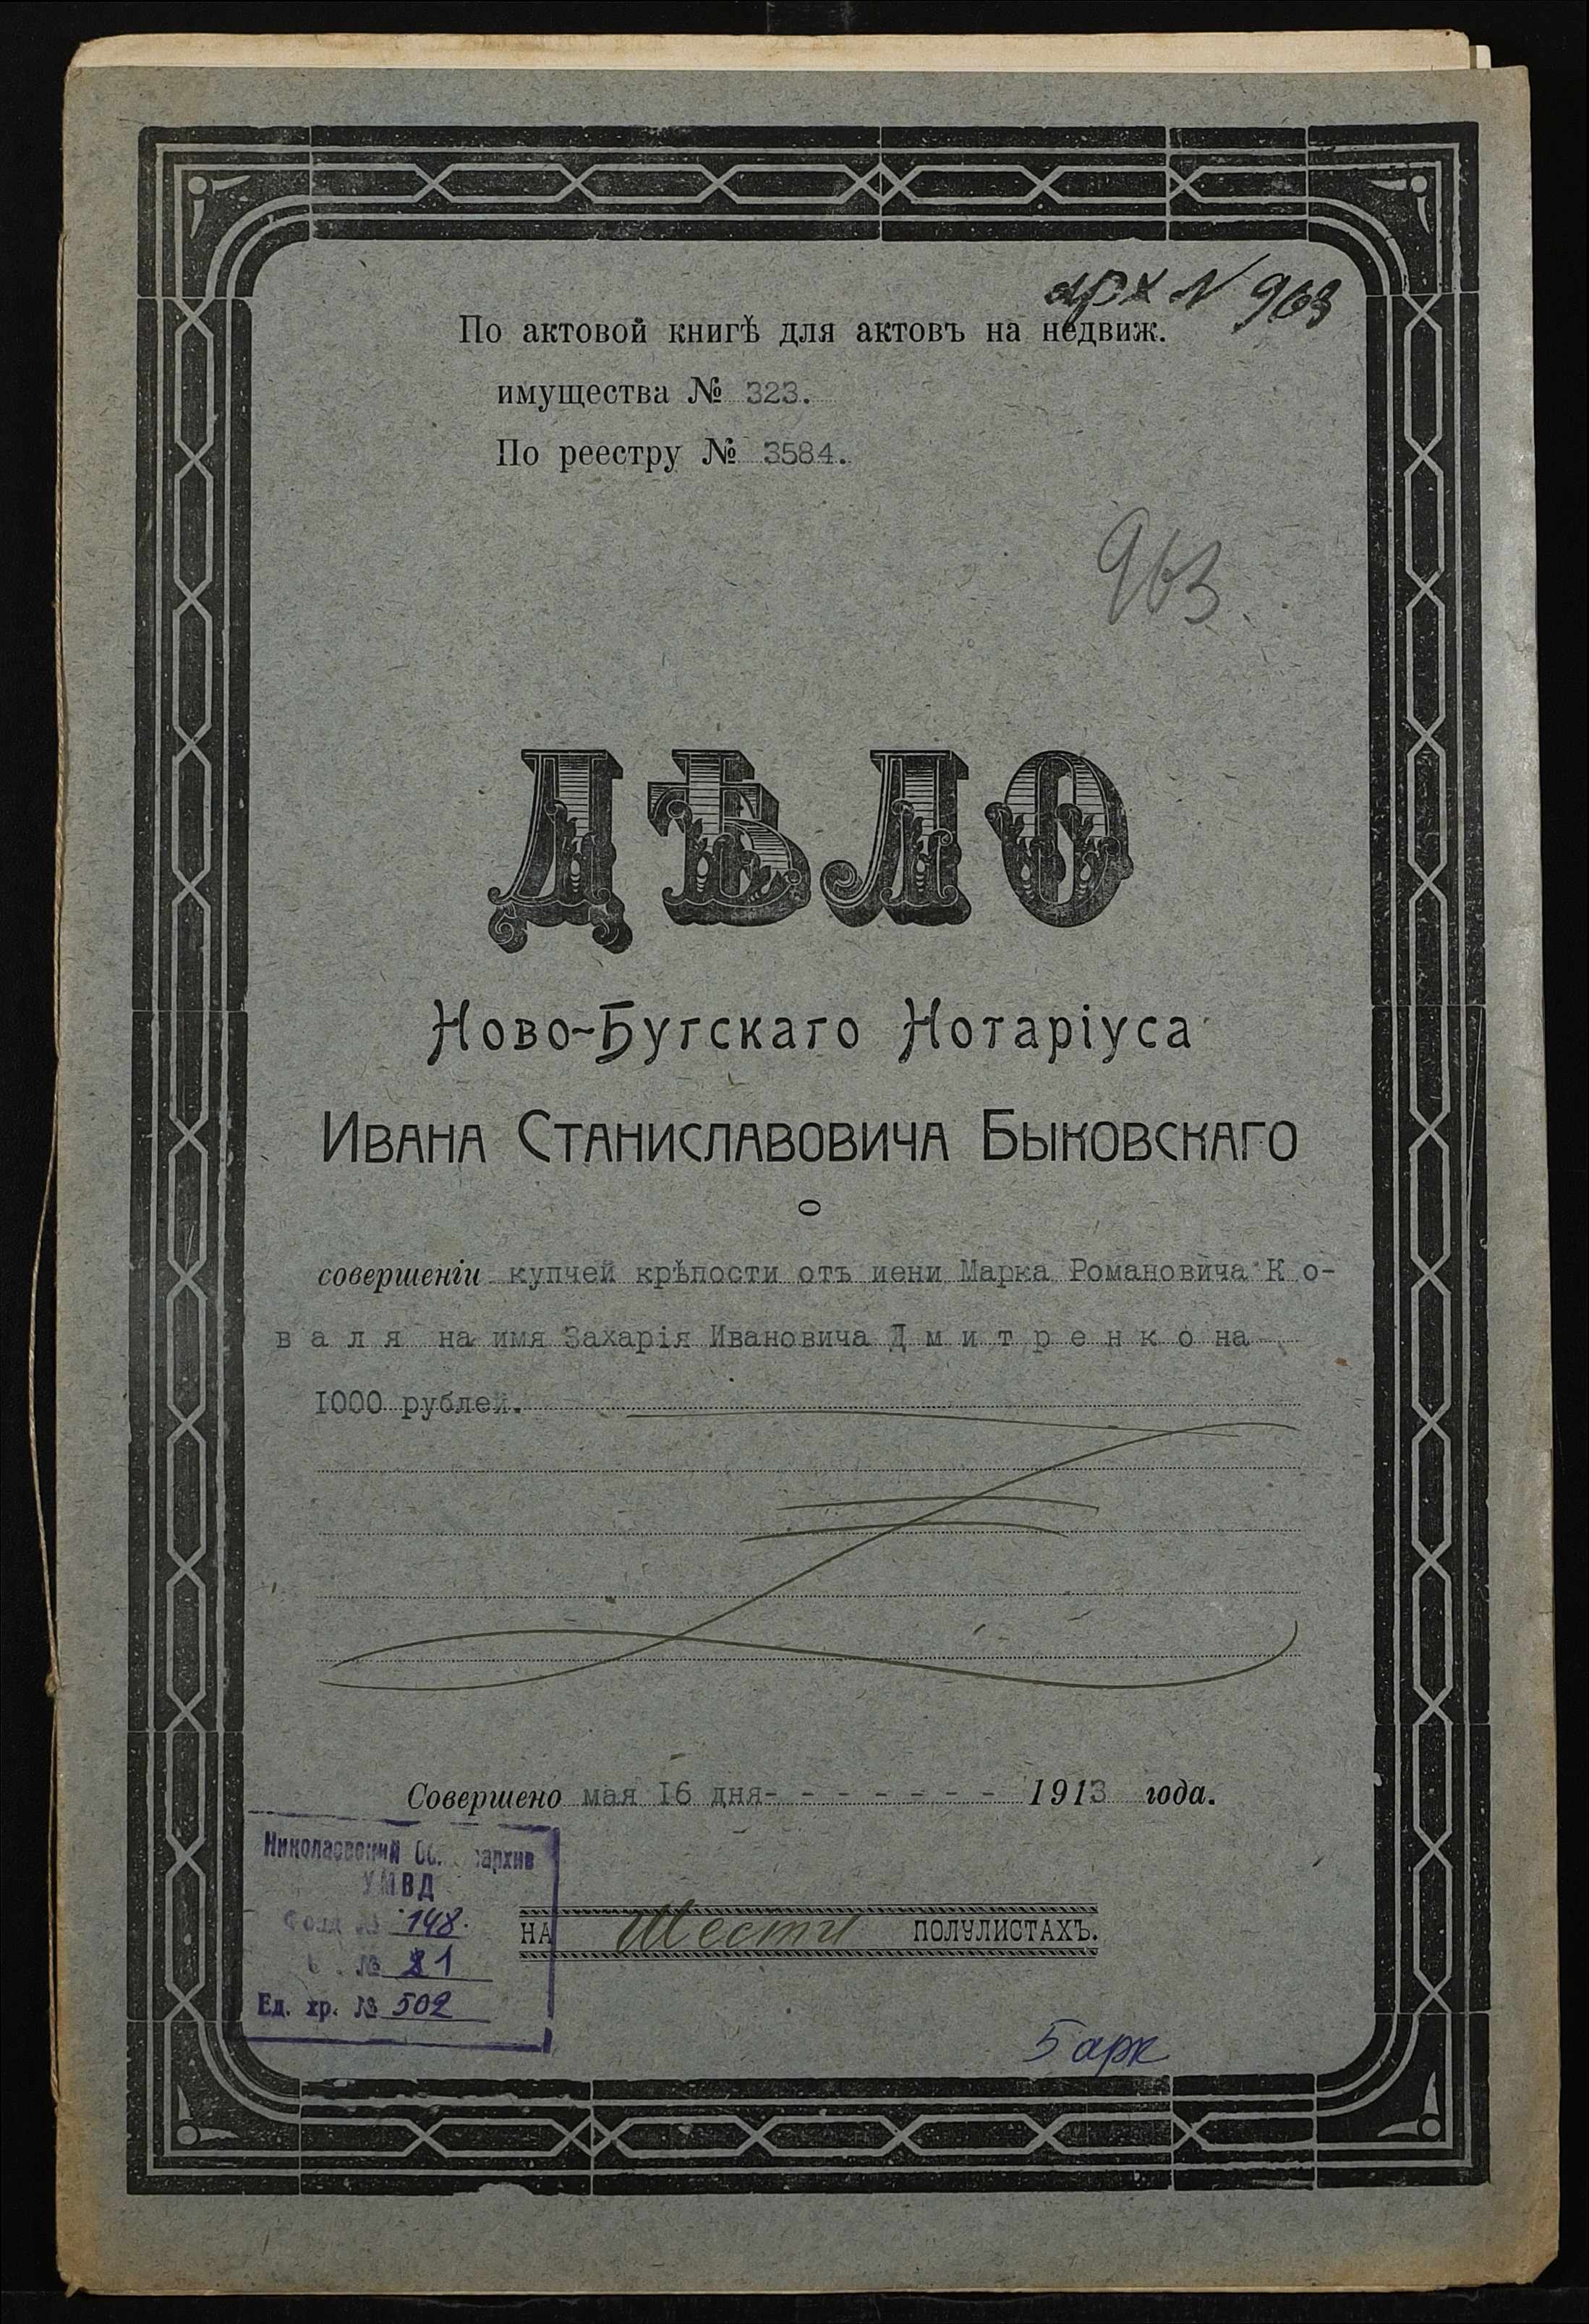 арх № 963
По актовой книгѣ для актовъ на недвиж.
имущества № 323.
По реестру № 3584.
963
ДѢЛО
Ново-Бугскаго Нотаріуса
Ивана Станиславовича Быковскаго
о
совершеніи купчей крѣпости отъ иени Марка Романовича К о-
в а л я на имя Захарія Ивановича Д м и т р е н к о на
1000 рублей.
Совершено мая 16 дня- - - - - - - 1913 года.
Николаевский Об. архив
УМВД
Фонд № 148.
№ 21
Ед. хр. № 502
НА Шести ПОЛУЛИСТАХЪ.
5 арк